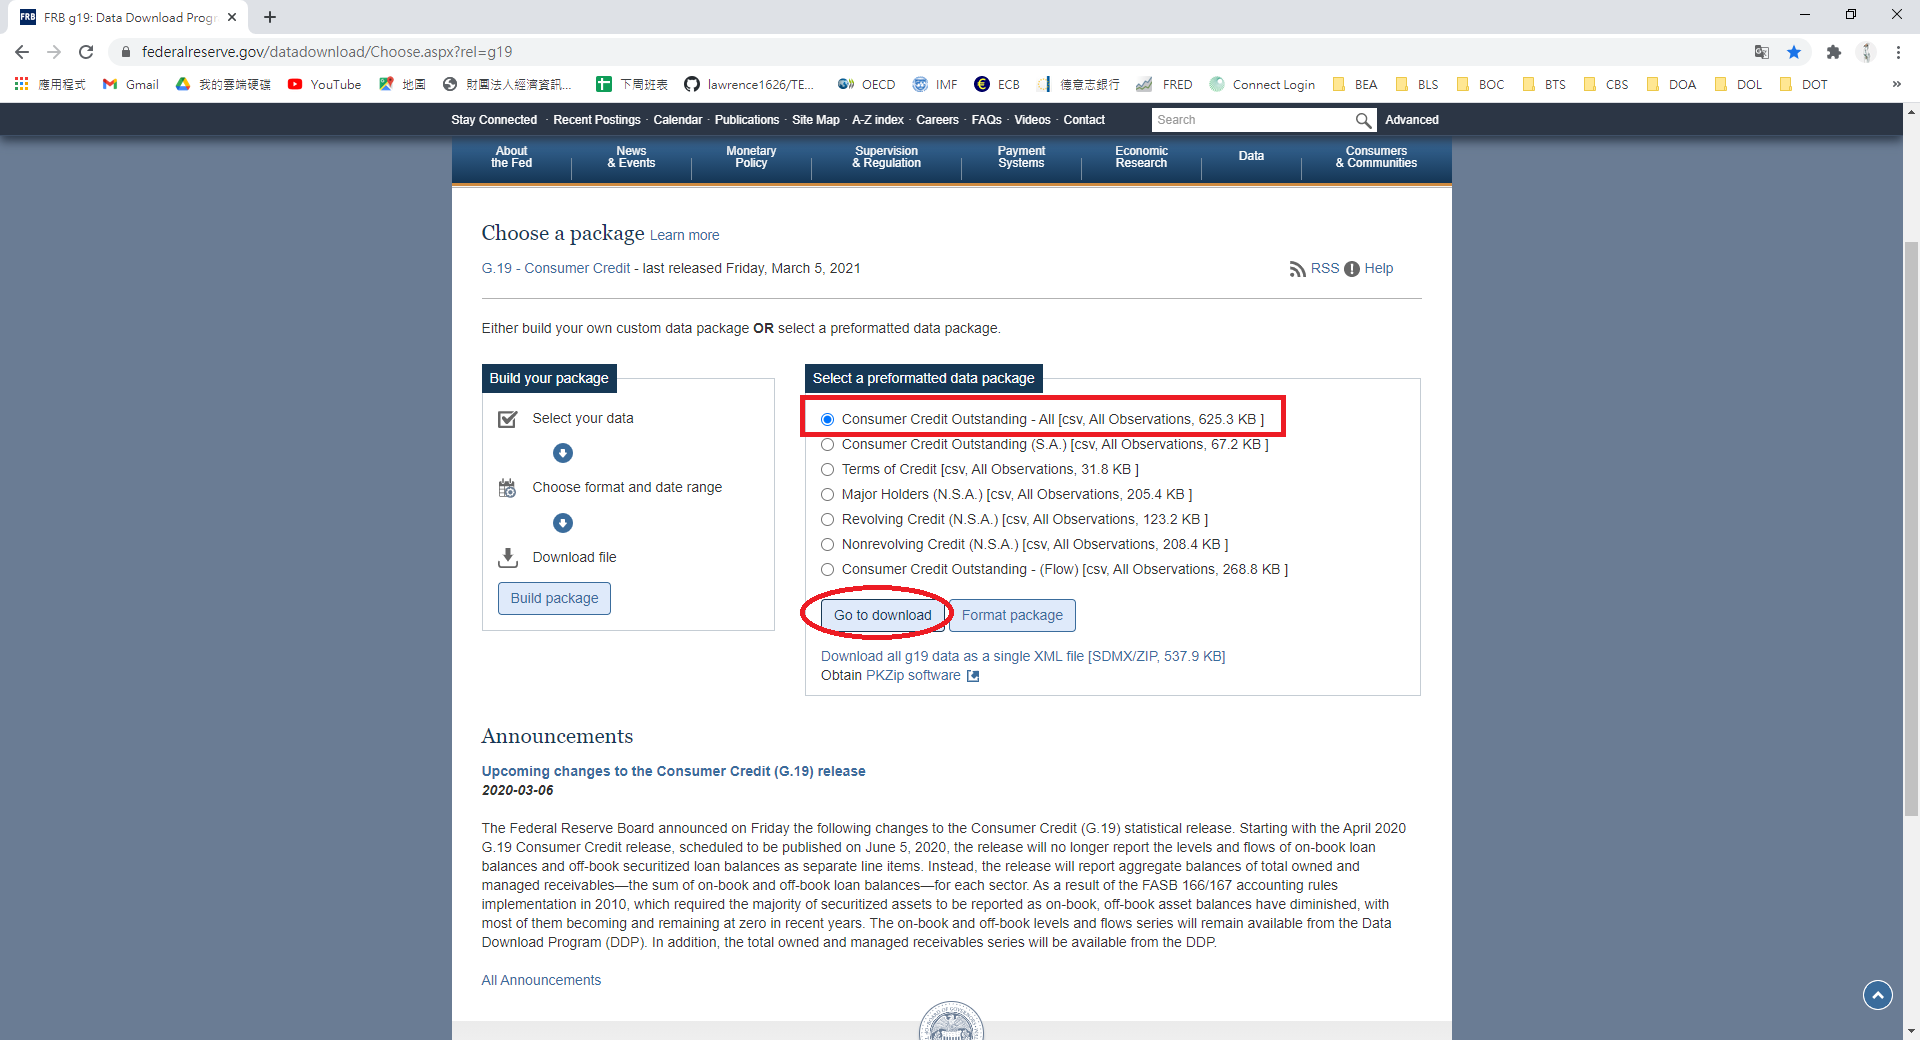 FRB g19: Data Download Progr
federalreserve.gov/datadownload/Choose.aspx?rel=g19
應用程式 Gmail 我的雲端硬碟 YouTube 地圖 財團法人經濟資訊... 下周班表 lawrence1626/TE... OECD IMF ECB 德意志銀行 FRED Connect Login BEA BLS BOC BTS CBS DOA DOL DOT »
Stay Connected · Recent Postings · Calendar · Publications · Site Map · A-Z index · Careers · FAQs · Videos · Contact Search Advanced
About the Fed
News & Events
Monetary Policy
Supervision & Regulation
Payment Systems
Economic Research
Data
Consumers & Communities
Choose a package Learn more
G.19 - Consumer Credit - last released Friday, March 5, 2021
RSS Help
Either build your own custom data package OR select a preformatted data package.
Build your package
Select your data
Choose format and date range
Download file
Build package
Select a preformatted data package
Consumer Credit Outstanding - All [csv, All Observations, 625.3 KB ]
Consumer Credit Outstanding (S.A.) [csv, All Observations, 67.2 KB ]
Terms of Credit [csv, All Observations, 31.8 KB ]
Major Holders (N.S.A.) [csv, All Observations, 205.4 KB ]
Revolving Credit (N.S.A.) [csv, All Observations, 123.2 KB ]
Nonrevolving Credit (N.S.A.) [csv, All Observations, 208.4 KB ]
Consumer Credit Outstanding - (Flow) [csv, All Observations, 268.8 KB ]
Go to download Format package
Download all g19 data as a single XML file [SDMX/ZIP, 537.9 KB]
Obtain PKZip software
Announcements
Upcoming changes to the Consumer Credit (G.19) release
2020-03-06
The Federal Reserve Board announced on Friday the following changes to the Consumer Credit (G.19) statistical release. Starting with the April 2020
G.19 Consumer Credit release, scheduled to be published on June 5, 2020, the release will no longer report the levels and flows of on-book loan
balances and off-book securitized loan balances as separate line items. Instead, the release will report aggregate balances of total owned and
managed receivables—the sum of on-book and off-book loan balances—for each sector. As a result of the FASB 166/167 accounting rules
implementation in 2010, which required the majority of securitized assets to be reported as on-book, off-book asset balances have diminished, with
most of them becoming and remaining at zero in recent years. The on-book and off-book levels and flows series will remain available from the Data
Download Program (DDP). In addition, the total owned and managed receivables series will be available from the DDP.
All Announcements